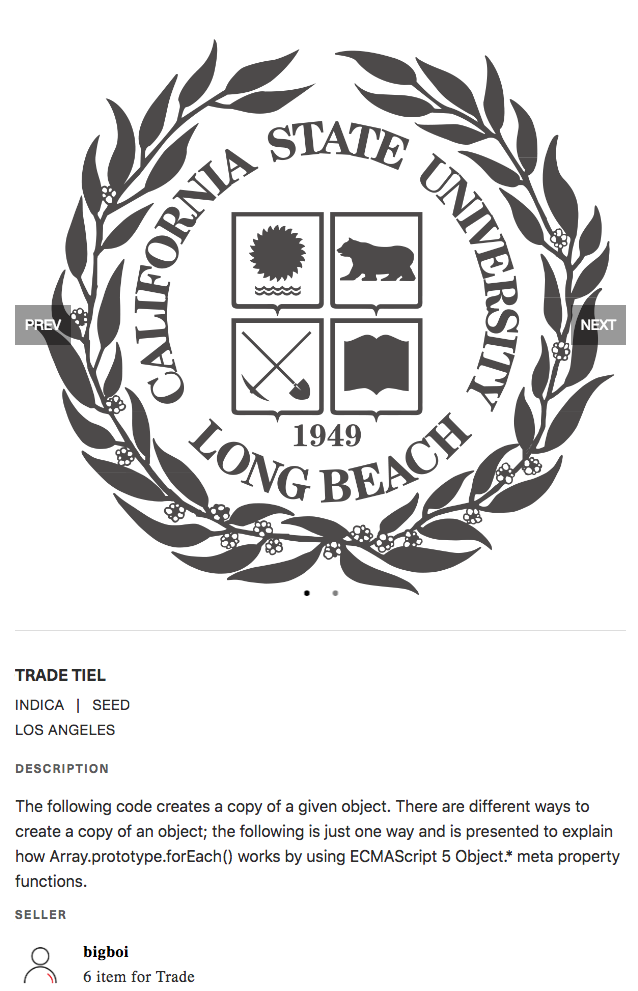 CALIFORNIA STATE UNIVERSITY
PREV
NEXT
1949
LONG BEACH
TRADE TIEL
INDICA | SEED
LOS ANGELES
DESCRIPTION
The following code creates a copy of a given object. There are different ways to
create a copy of an object; the following is just one way and is presented to explain
how Array.prototype.forEach() works by using ECMAScript 5 Object.* meta property
functions.
SELLER
bigboi
6 item for Trade